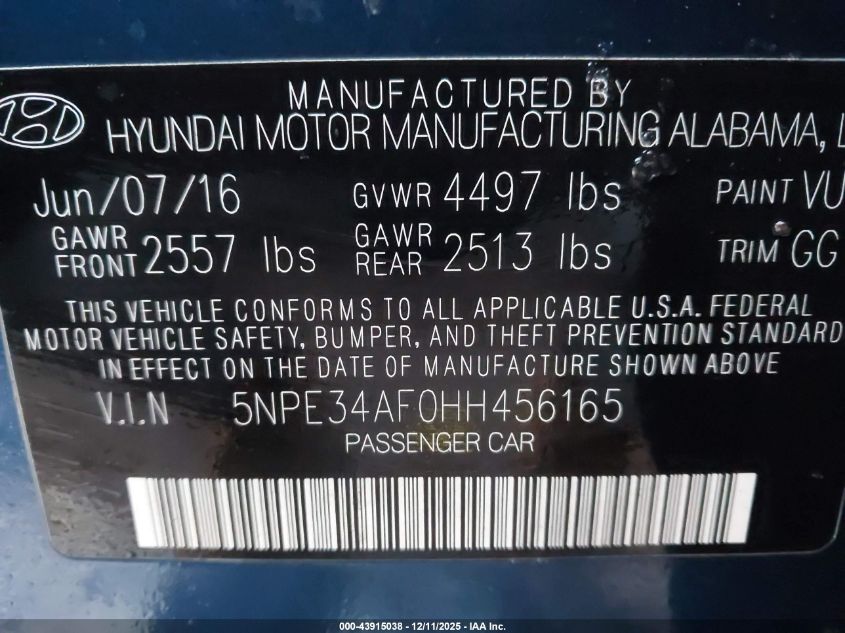 MANUFACTURED BY
HYUNDAI MOTOR MANUFACTURING ALABAMA, L
Jun/07/16 GVWR 4497 lbs PAINT VU
GAWR FRONT 2557 lbs GAWR REAR 2513 lbs TRIM GG
THIS VEHICLE CONFORMS TO ALL APPLICABLE U.S.A. FEDERAL
MOTOR VEHICLE SAFETY, BUMPER, AND THEFT PREVENTION STANDARD
IN EFFECT ON THE DATE OF MANUFACTURE SHOWN ABOVE
V.I.N 5NPE34AF0HH456165
PASSENGER CAR
000-43915038 - 12/11/2025 - IAA Inc.